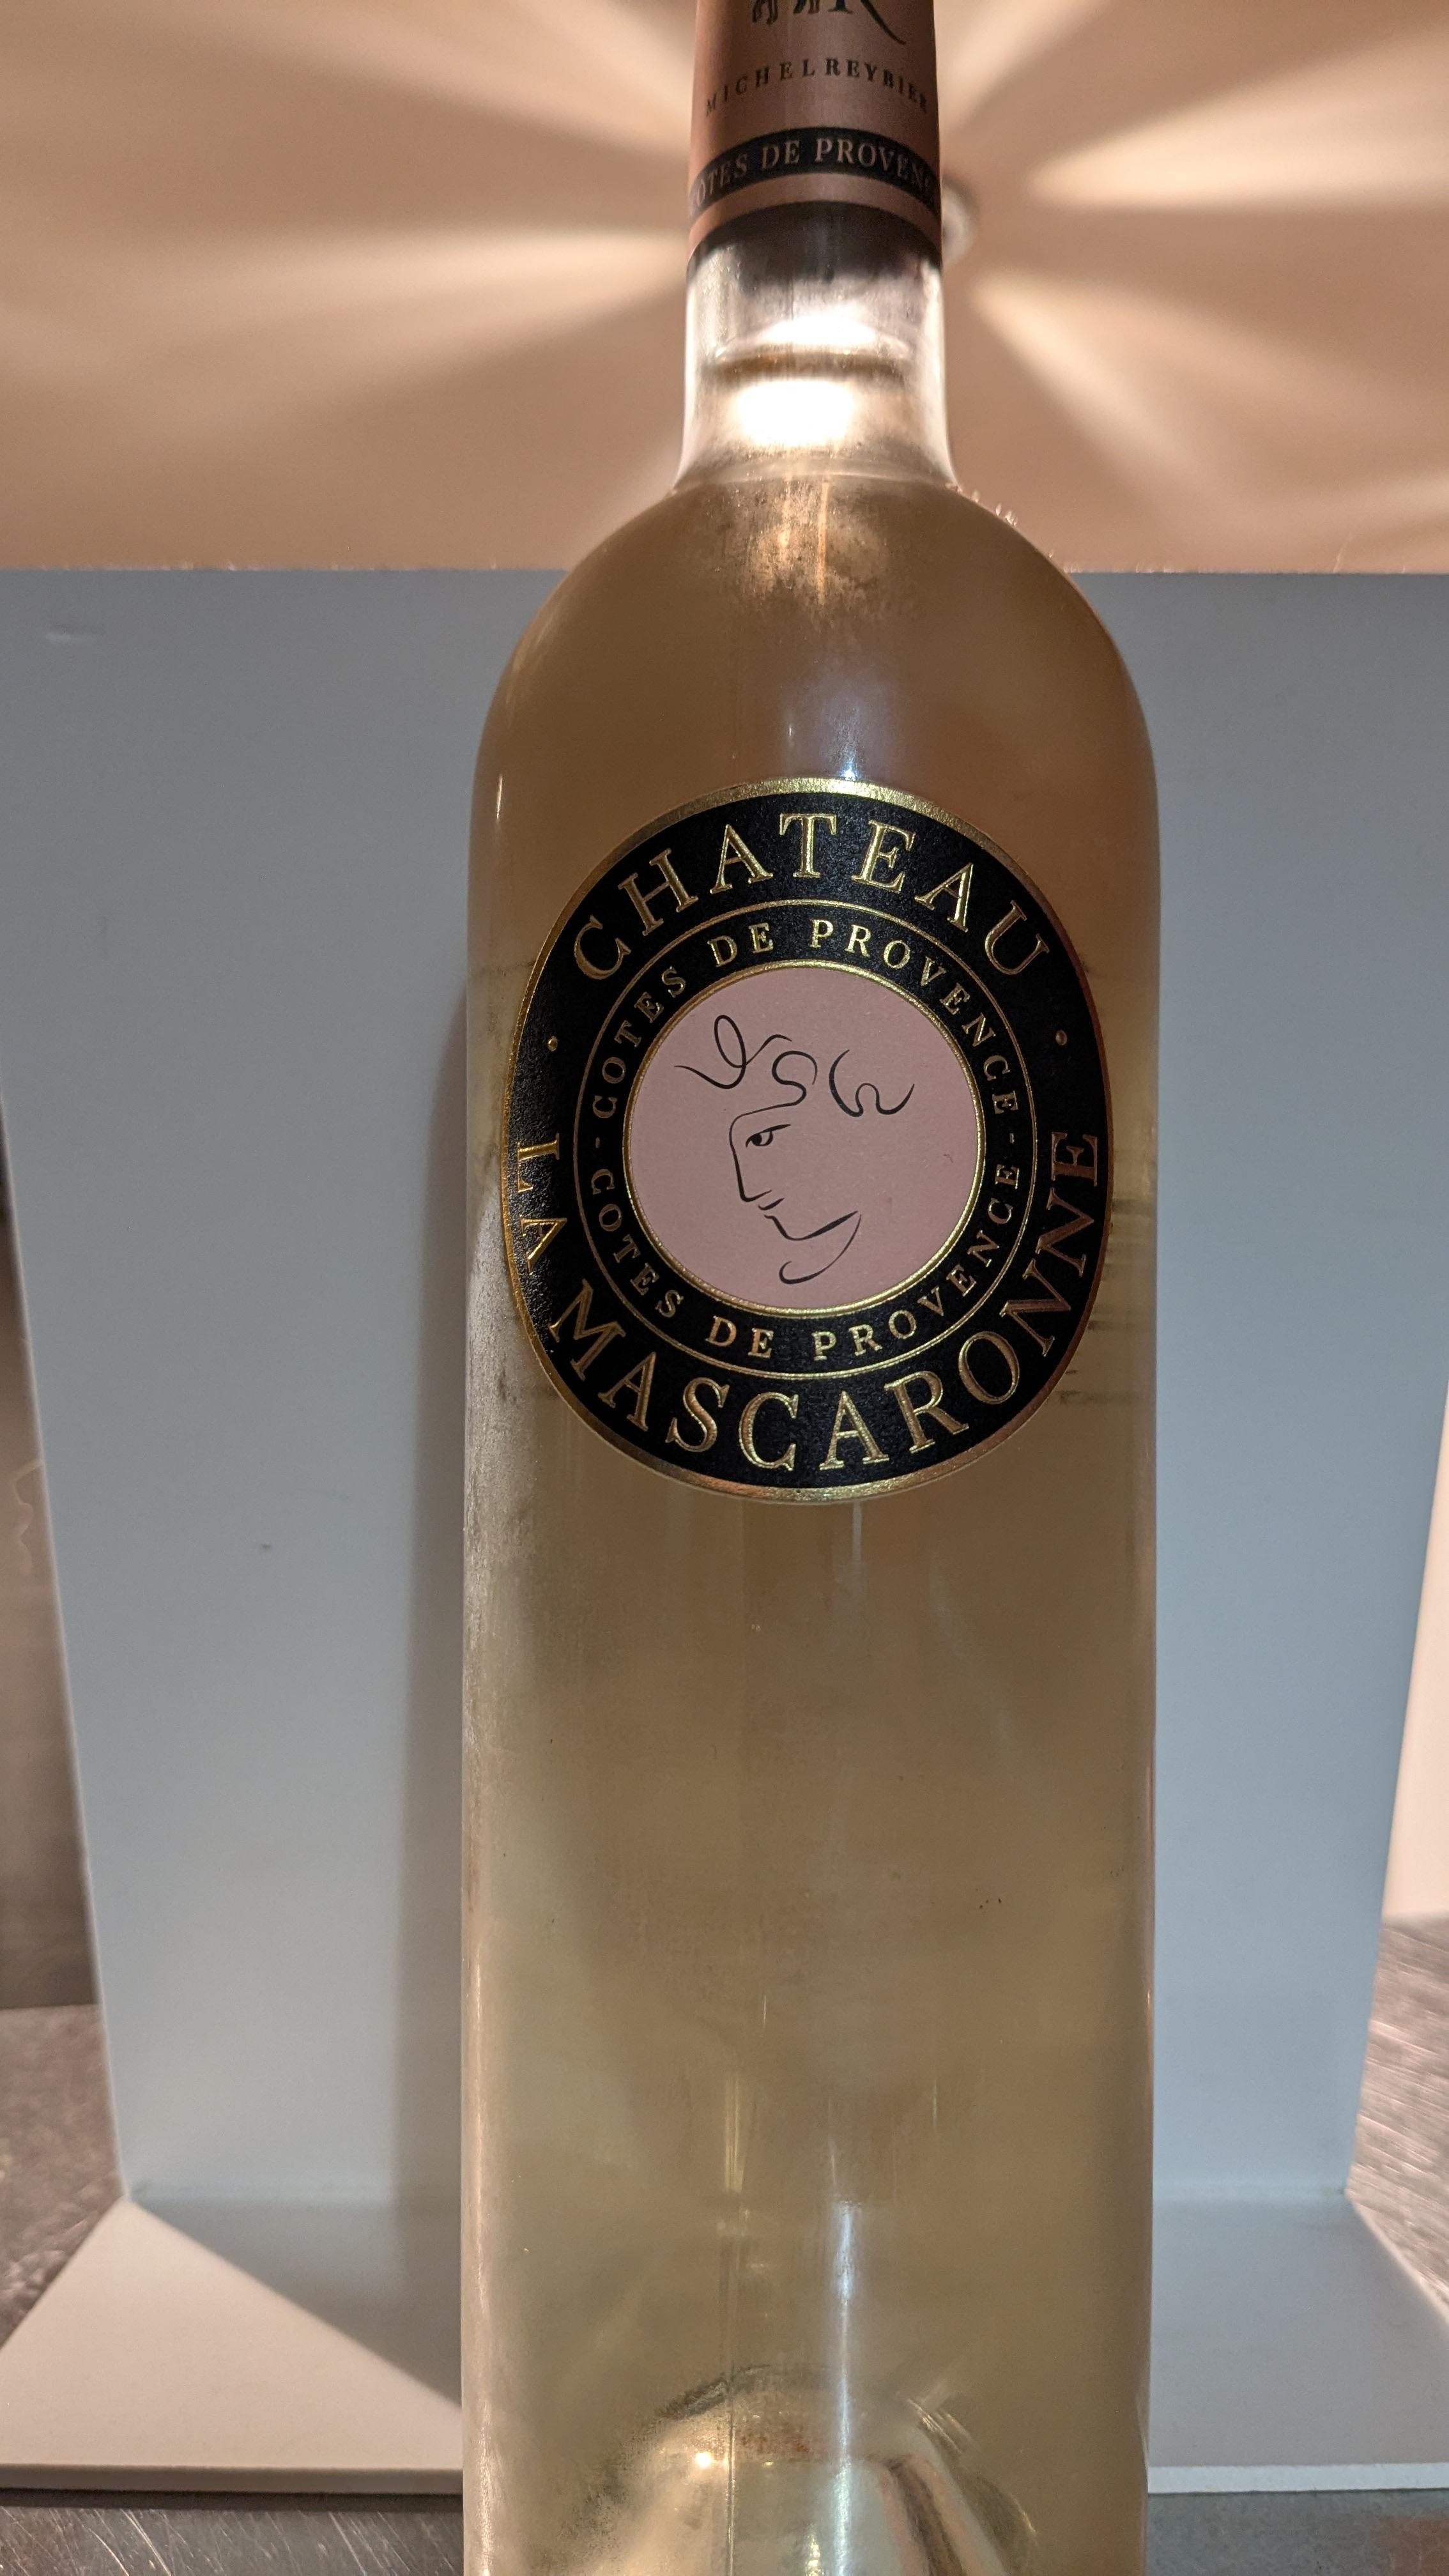 MICHEL REYBIER
COTES DE PROVENCE
CHATEAU
COTES DE PROVENCE
COTES DE PROVENCE
LA MASCARONNE